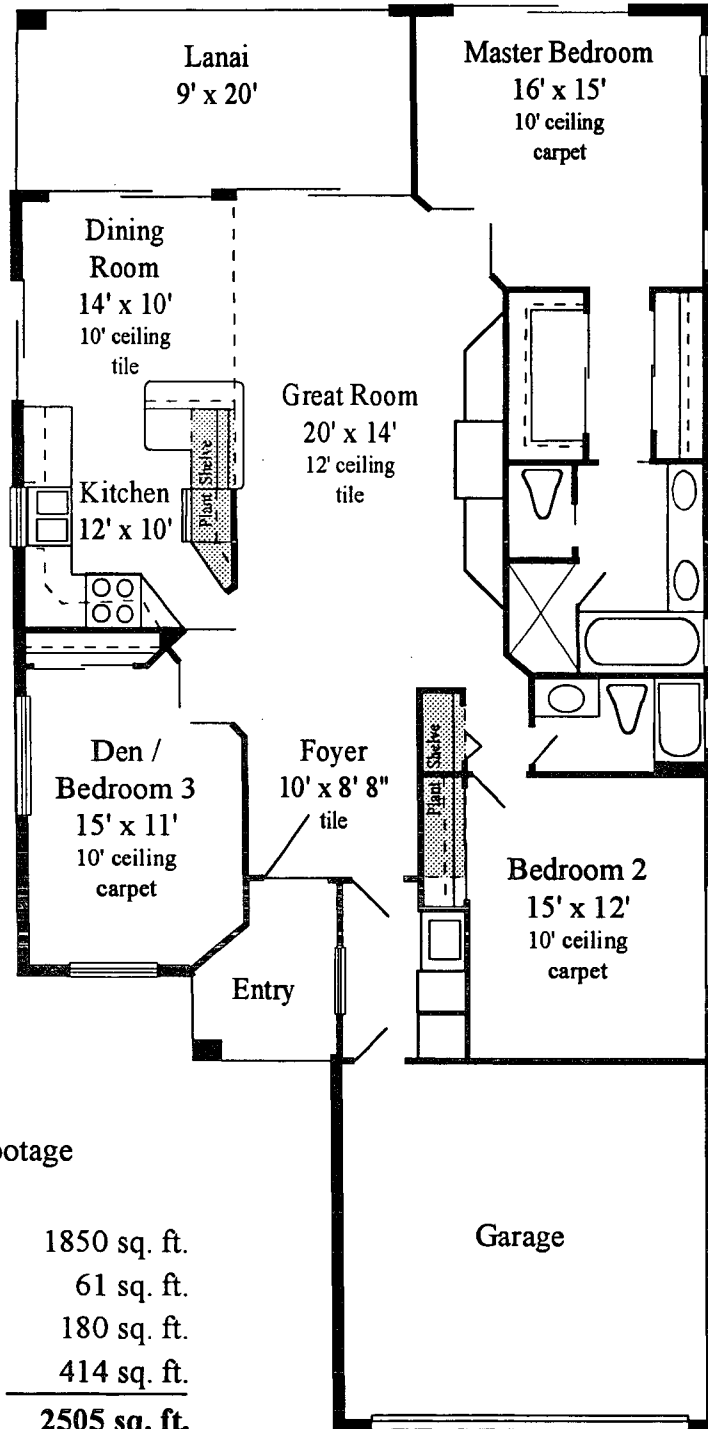 Lanai
9' x 20'
Master Bedroom
16' x 15'
10' ceiling
carpet
Dining
Room
14' x 10'
10' ceiling
tile
Great Room
20' x 14'
12' ceiling
tile
Kitchen
12' x 10'
Plant Shelve
Den /
Bedroom 3
15' x 11'
10' ceiling
carpet
Foyer
10' x 8' 8"
tile
Plant Shelve
Bedroom 2
15' x 12'
10' ceiling
carpet
Entry
Garage
ootage
1850 sq. ft.
61 sq. ft.
180 sq. ft.
414 sq. ft.
2505 sq. ft.